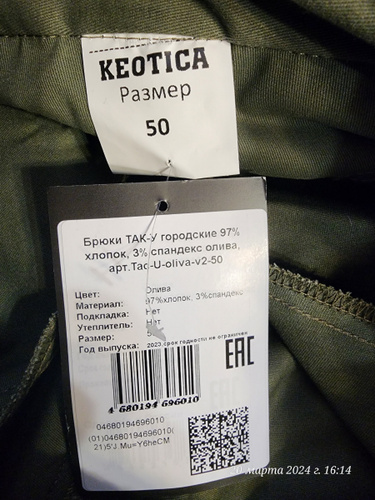 KEOTICA
Размер
50
Брюки ТАК-У городские 97%
хлопок, 3% спандекс олива,
арт.Tac-U-oliva-v2-50
Цвет: Олива
Материал: 97%хлопок, 3%спандекс
Подкладка: Нет
Утеплитель: Нет
Размер:
Год выпуска: 2023,срок годности не ограничен
EAC
4 680194 696010
04680194696010
(01)04680194696010(
21)5'J.Mu=Y6heCM
марта 2024 г. 16:14